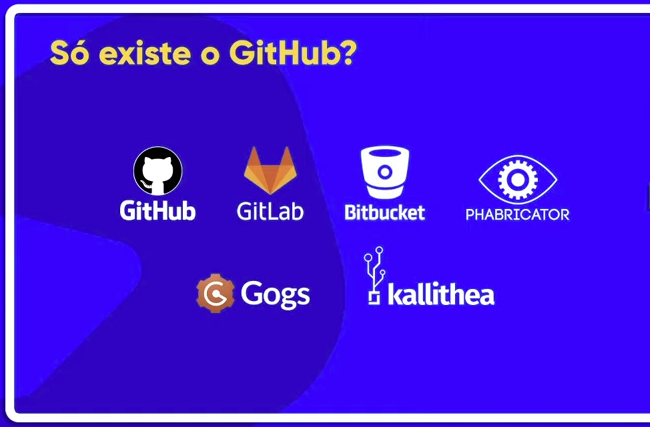 Só existe o GitHub?
GitHub
GitLab
Bitbucket
PHABRICATOR
Gogs
kallithea